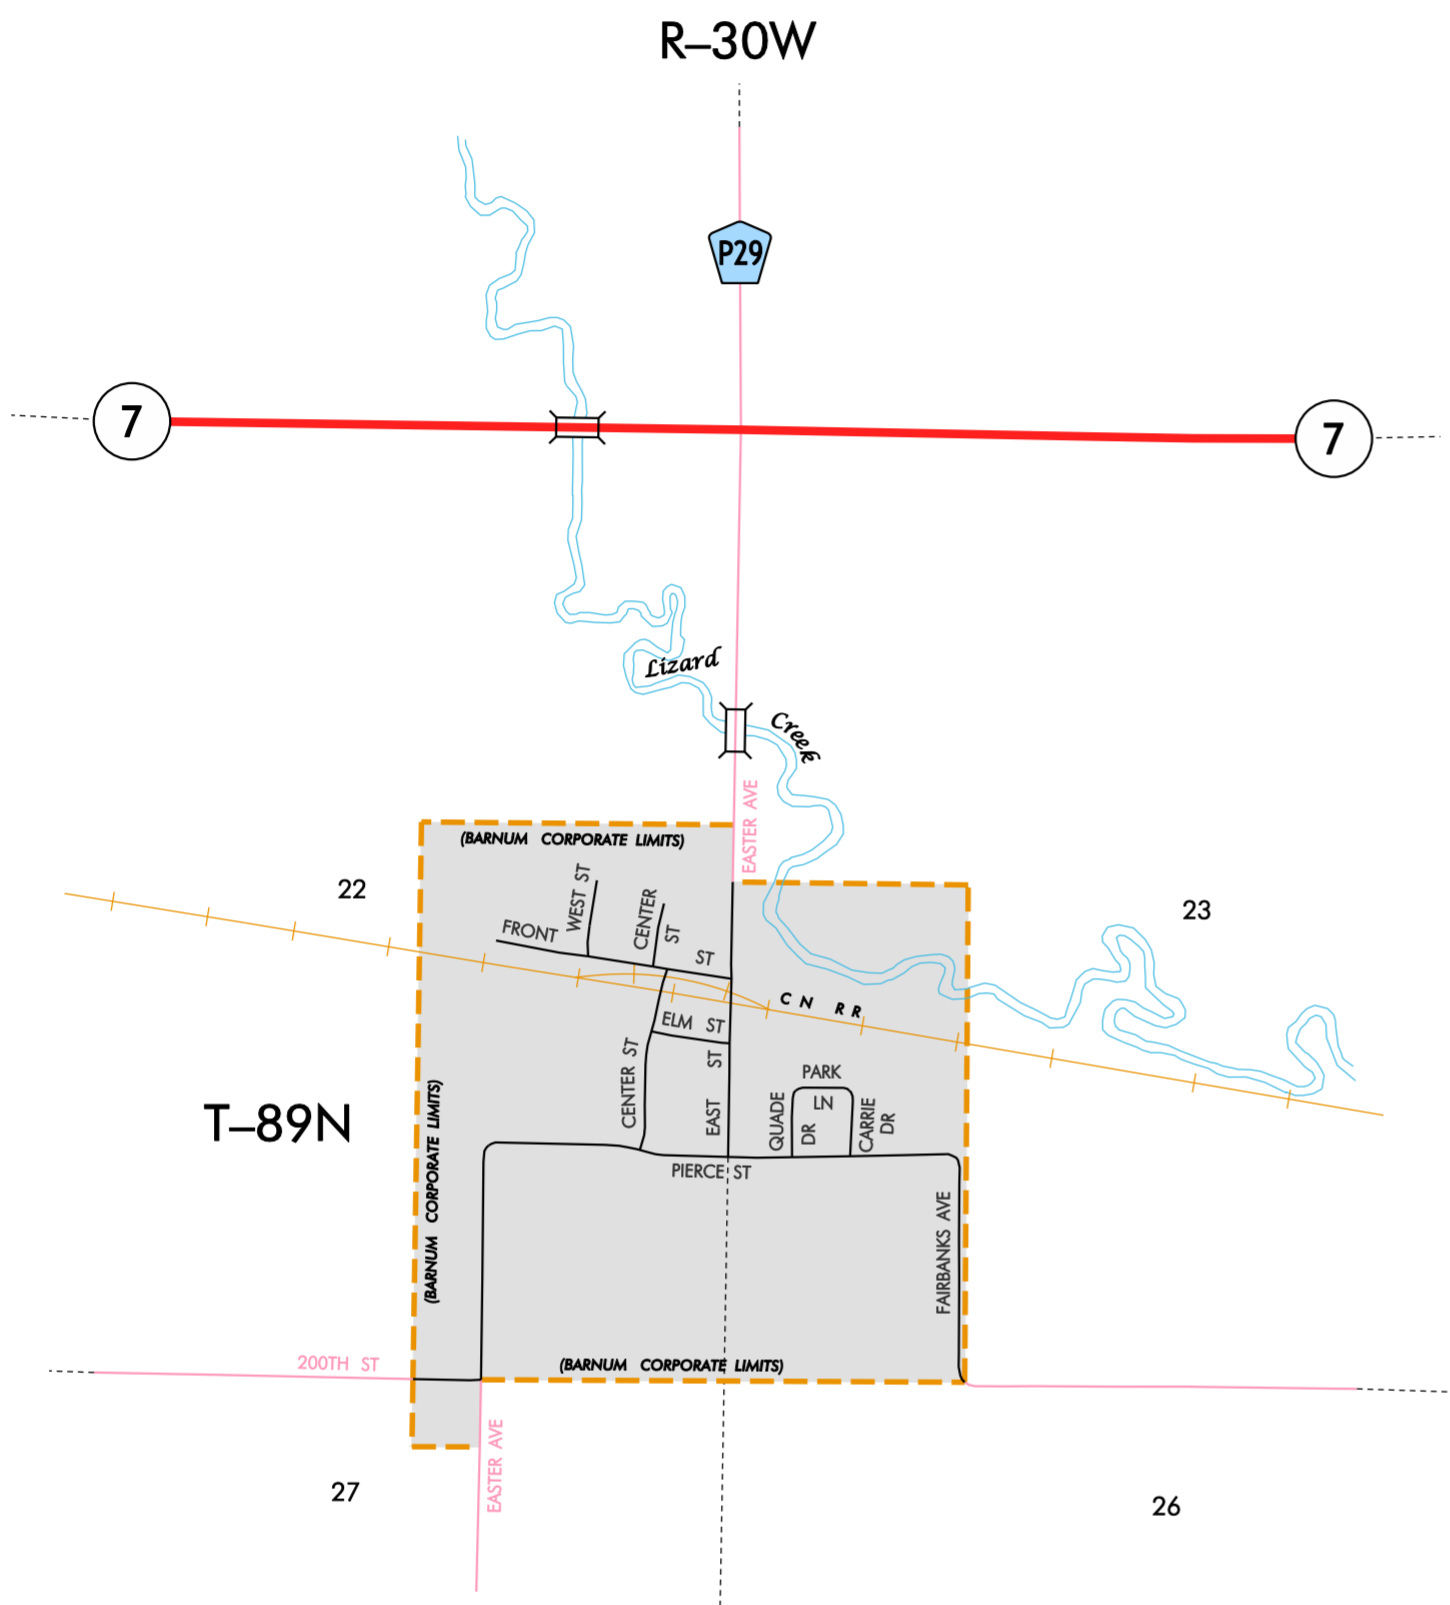 R–30W
P29
7
7
Lizard
Creek
EASTER AVE
(BARNUM CORPORATE LIMITS)
22
23
WEST ST
CENTER
ST
FRONT
ST
CN RR
ELM ST
CENTER ST
EAST
ST
PARK
LN
QUADE
DR
CARRIE
DR
T–89N
(BARNUM CORPORATE LIMITS)
PIERCE ST
FAIRBANKS AVE
200TH ST
(BARNUM CORPORATE LIMITS)
EASTER AVE
27
26